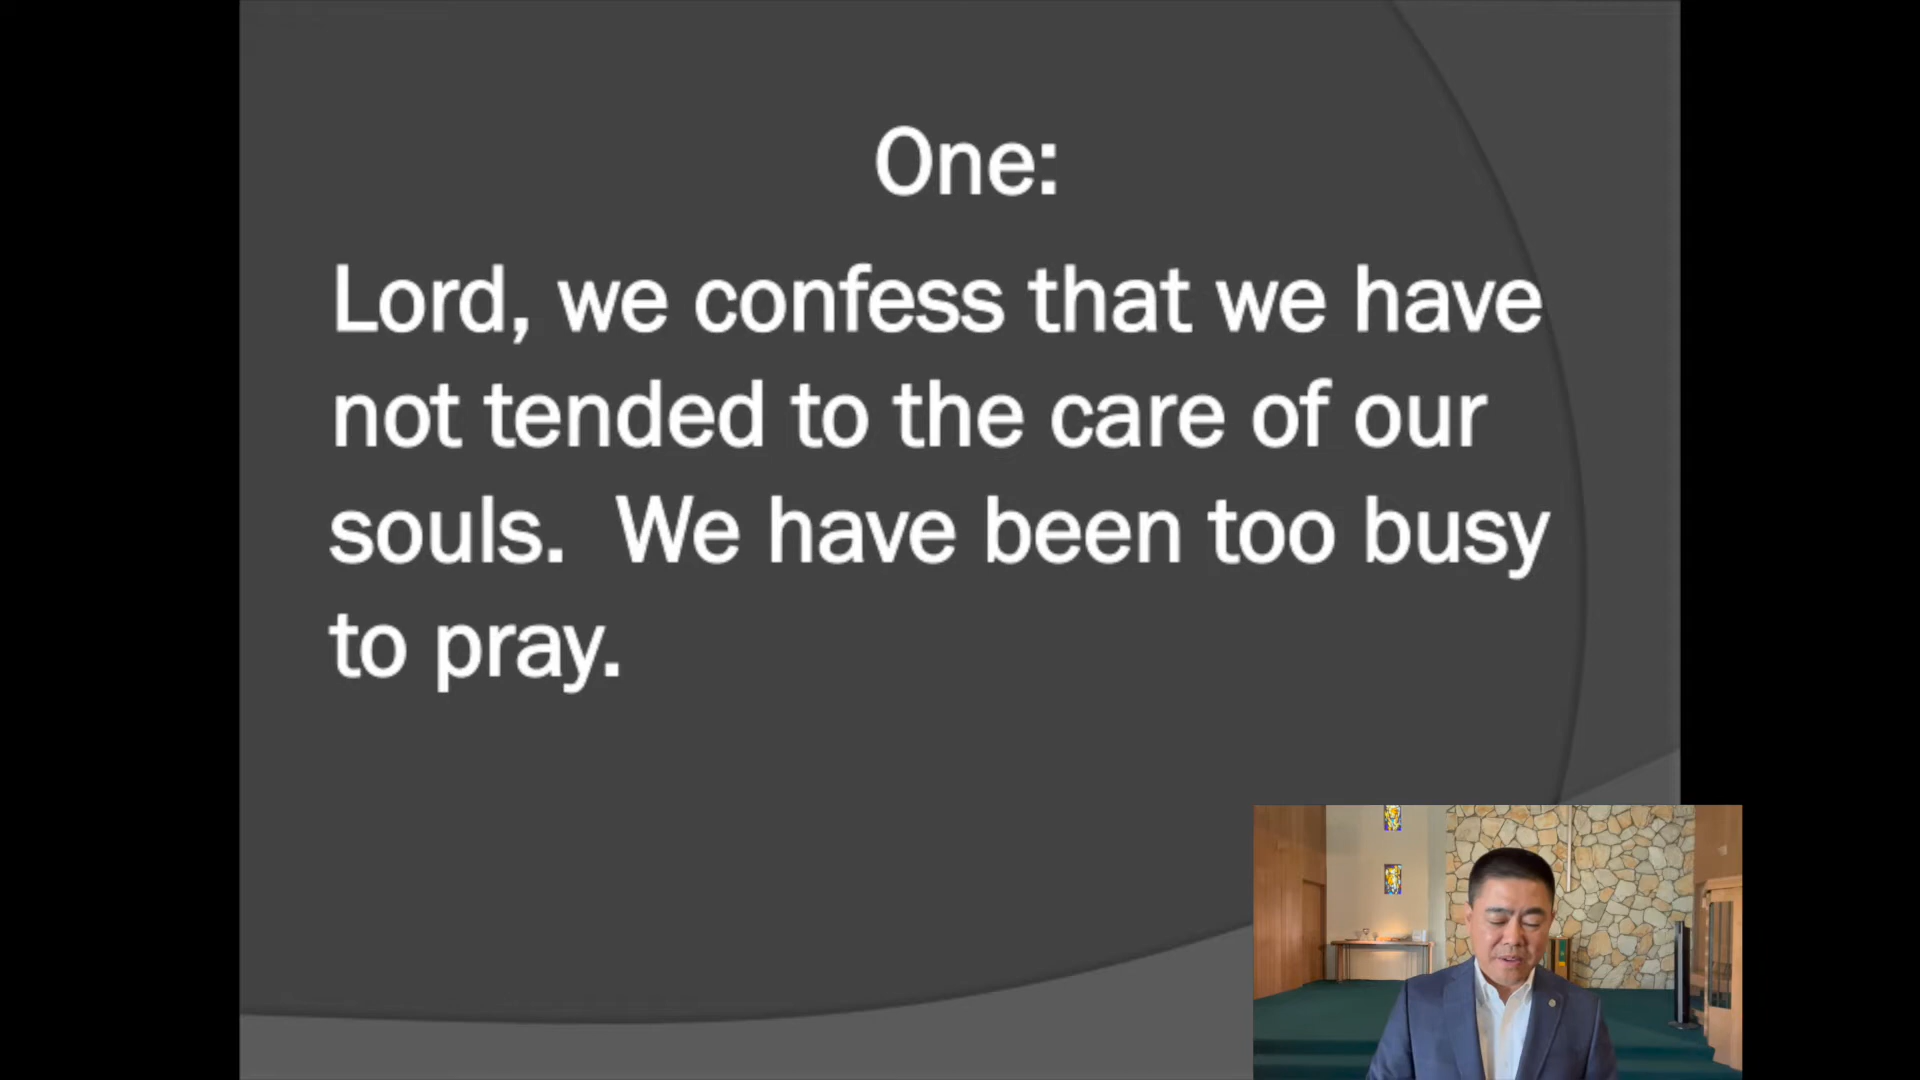 One:
Lord, we confess that we have
not tended to the care of our
souls.  We have been too busy
to pray.